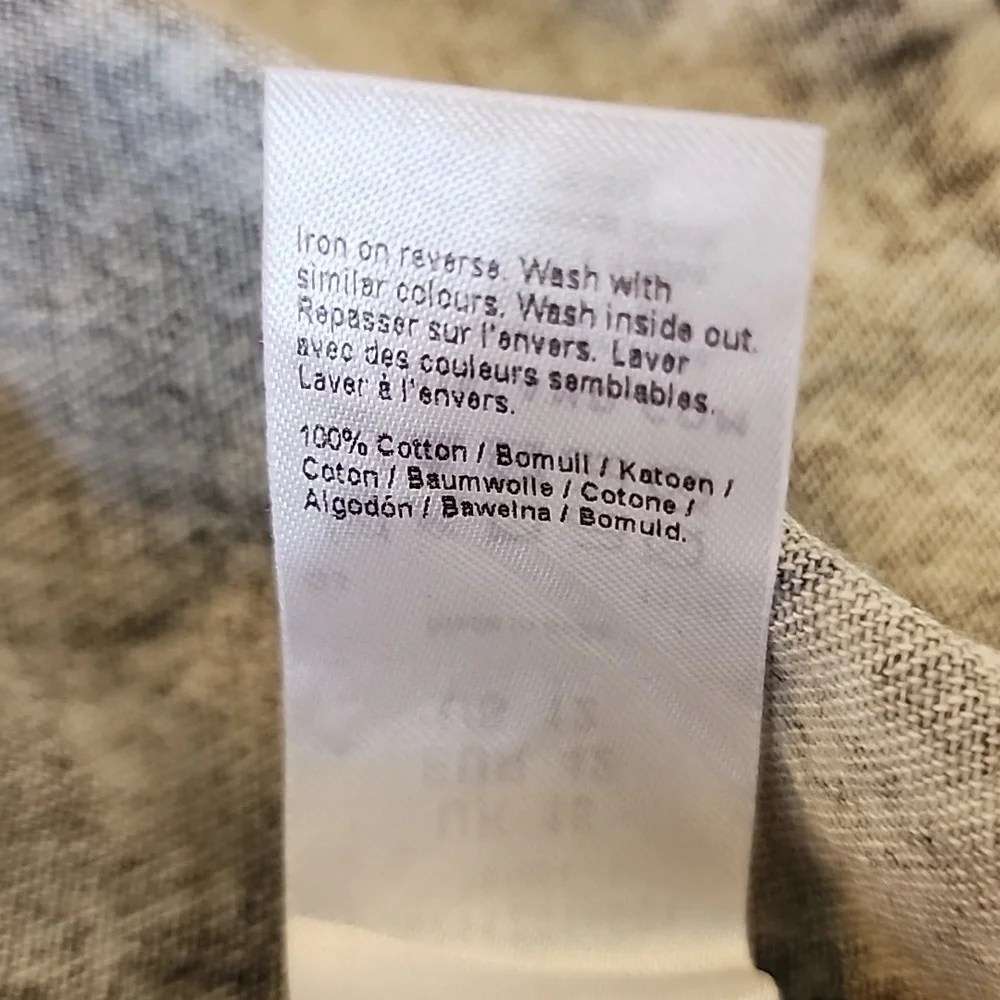 Iron on reverse. Wash with
similar colours. Wash inside out.
Repasser sur l'envers. Laver
avec des couleurs semblables.
Laver à l'envers.
100% Cotton / Bomull / Katoen /
Coton / Baumwolle / Cotone /
Algodón / Bawełna / Bomuld.